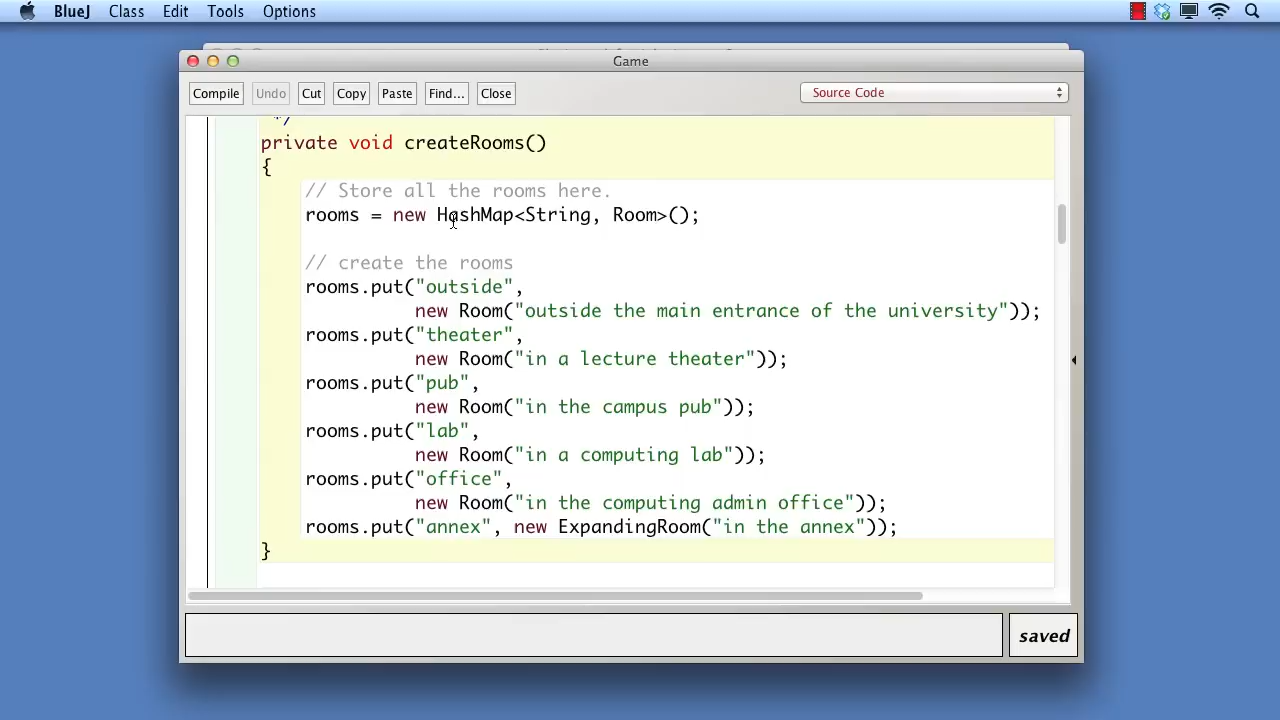 BlueJ Class Edit Tools Options
Game
Compile Undo Cut Copy Paste Find... Close Source Code
*/
private void createRooms()
{
// Store all the rooms here.
rooms = new HashMap<String, Room>();
// create the rooms
rooms.put("outside",
new Room("outside the main entrance of the university"));
rooms.put("theater",
new Room("in a lecture theater"));
rooms.put("pub",
new Room("in the campus pub"));
rooms.put("lab",
new Room("in a computing lab"));
rooms.put("office",
new Room("in the computing admin office"));
rooms.put("annex", new ExpandingRoom("in the annex"));
}
saved